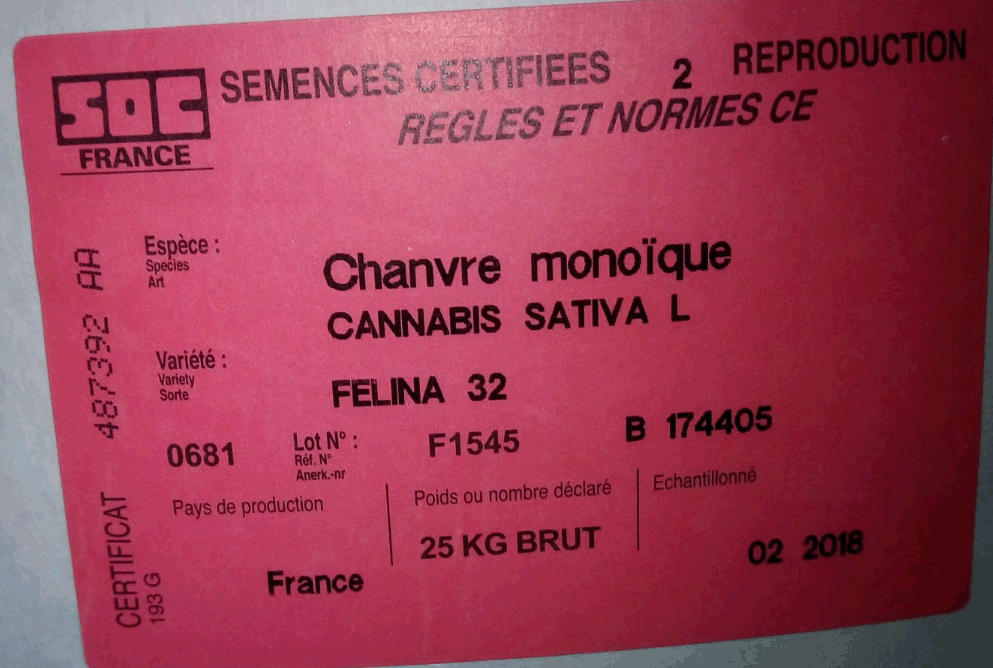 SOC
FRANCE
SEMENCES CERTIFIEES 2 REPRODUCTION
REGLES ET NORMES CE
Espèce :
Species
Art
Chanvre monoïque
CANNABIS SATIVA L
Variété :
Variety
Sorte
FELINA 32
0681
Lot N° :
Réf. N°
Anerk.-nr
F1545
B 174405
Pays de production
France
Poids ou nombre déclaré
25 KG BRUT
Echantillonné
02 2018
CERTIFICAT 487392 AA
193 G